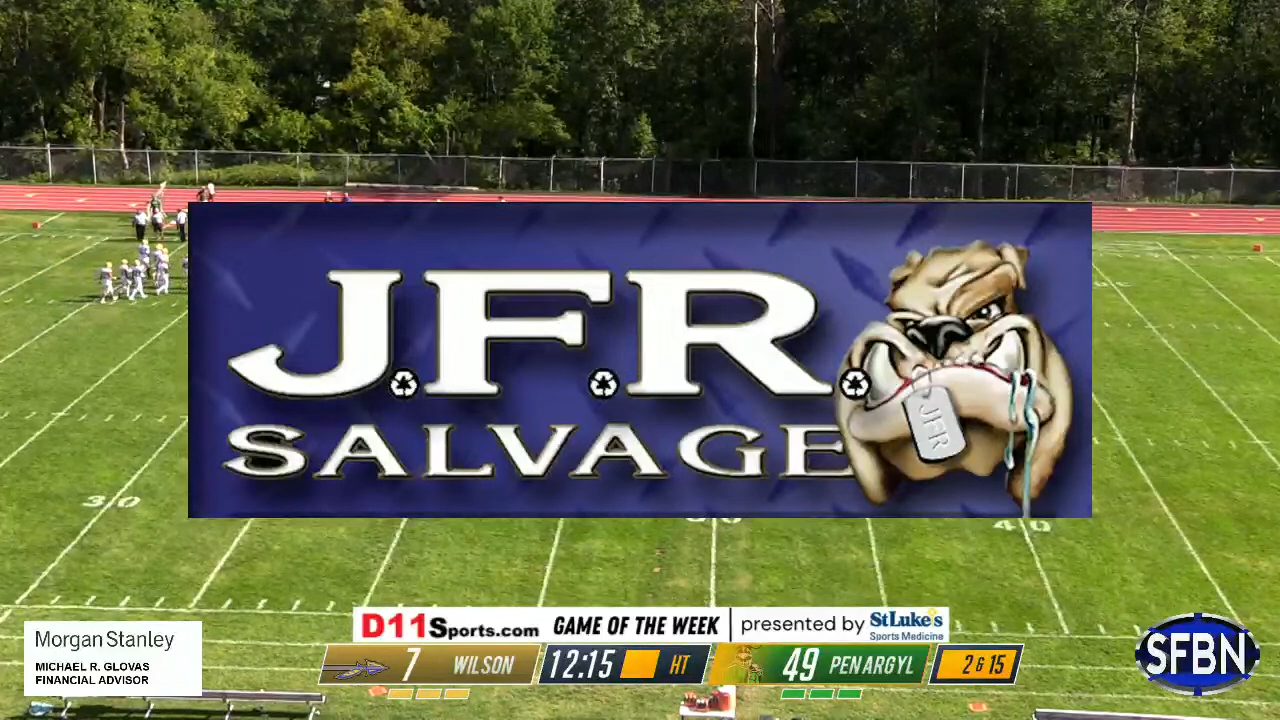 J.F.R.
SALVAGE
JFR
30
40
D11Sports.com GAME OF THE WEEK presented by StLuke's
Sports Medicine
Morgan Stanley
MICHAEL R. GLOVAS
FINANCIAL ADVISOR
7 WILSON 12:15 HT 49 PEN ARGYL 2 & 15
SFBN